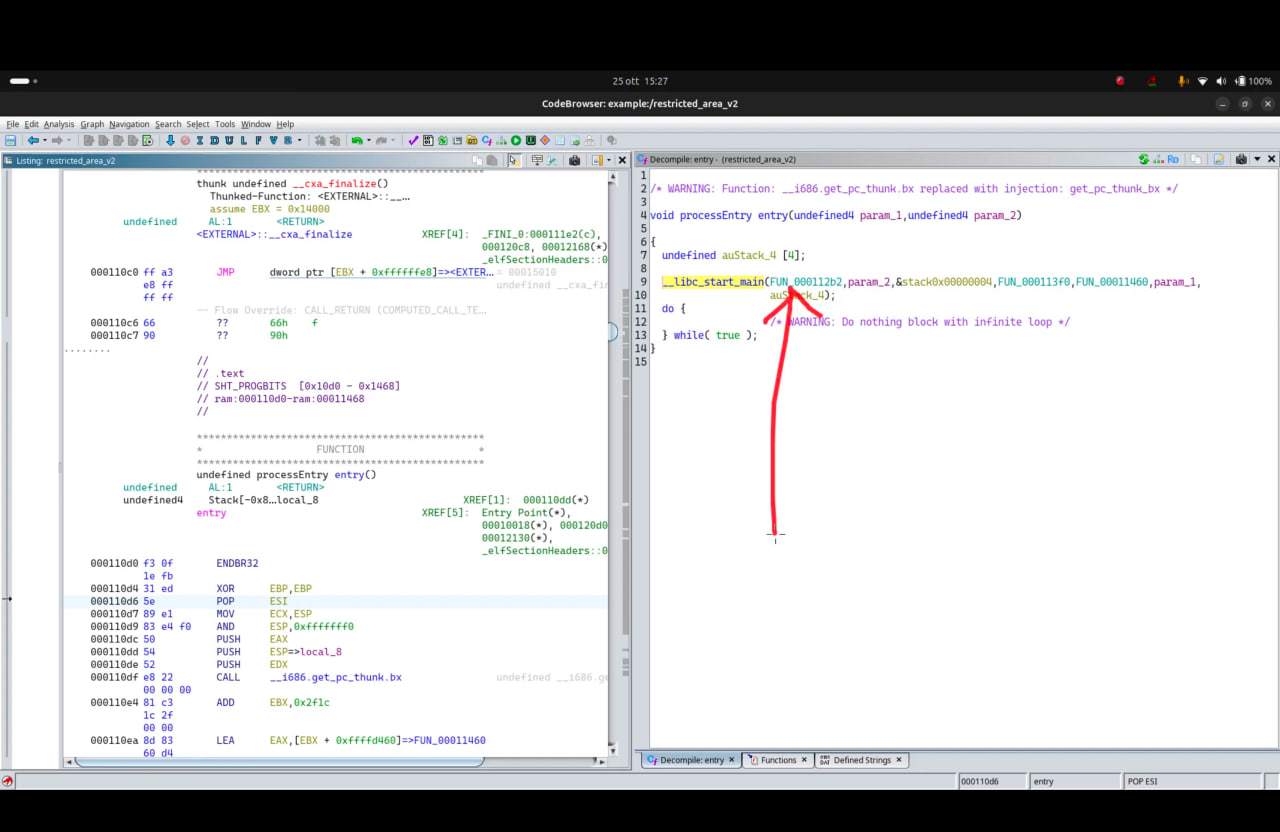 25 ott 15:27
100%
CodeBrowser: example:/restricted_area_v2
File Edit Analysis Graph Navigation Search Select Tools Window Help
Listing: restricted_area_v2
*************************************************
thunk undefined __cxa_finalize()
Thunked-Function: <EXTERNAL>::__...
assume EBX = 0x14000
undefined AL:1 <RETURN>
<EXTERNAL>::__cxa_finalize XREF[4]: _FINI_0:000111e2(c),
000120c8, 00012168(*)
_elfSectionHeaders::0
000110c0 ff a3 JMP dword ptr [EBX + 0xffffffe8]=><EXTER... = 00015010
e8 ff undefined __cxa_finalize
ff ff
-- Flow Override: CALL_RETURN (COMPUTED_CALL_TE...
000110c6 66 ?? 66h f
000110c7 90 ?? 90h
........
//
// .text
// SHT_PROGBITS [0x10d0 - 0x1468]
// ram:000110d0-ram:00011468
//
*************************************************
* FUNCTION *
*************************************************
undefined processEntry entry()
undefined AL:1 <RETURN>
undefined4 Stack[-0x8...local_8 XREF[1]: 000110dd(*)
entry XREF[5]: Entry Point(*),
00010018(*), 000120d0
00012130(*),
_elfSectionHeaders::0
000110d0 f3 0f ENDBR32
1e fb
000110d4 31 ed XOR EBP,EBP
000110d6 5e POP ESI
000110d7 89 e1 MOV ECX,ESP
000110d9 83 e4 f0 AND ESP,0xfffffff0
000110dc 50 PUSH EAX
000110dd 54 PUSH ESP=>local_8
000110de 52 PUSH EDX
000110df e8 22 CALL __i686.get_pc_thunk.bx undefined __i686.ge
00 00 00
000110e4 81 c3 ADD EBX,0x2f1c
1c 2f
00 00
000110ea 8d 83 LEA EAX,[EBX + 0xffffd460]=>FUN_00011460
60 d4
Decompile: entry - (restricted_area_v2)
Ro
1
2 /* WARNING: Function: __i686.get_pc_thunk.bx replaced with injection: get_pc_thunk_bx */
3
4 void processEntry entry(undefined4 param_1,undefined4 param_2)
5
6 {
7 undefined auStack_4 [4];
8
9 __libc_start_main(FUN_000112b2,param_2,&stack0x00000004,FUN_000113f0,FUN_00011460,param_1,
10 auStack_4);
11 do {
12 /* WARNING: Do nothing block with infinite loop */
13 } while( true );
14 }
15
Decompile: entry
Functions
Defined Strings
000110d6 entry POP ESI